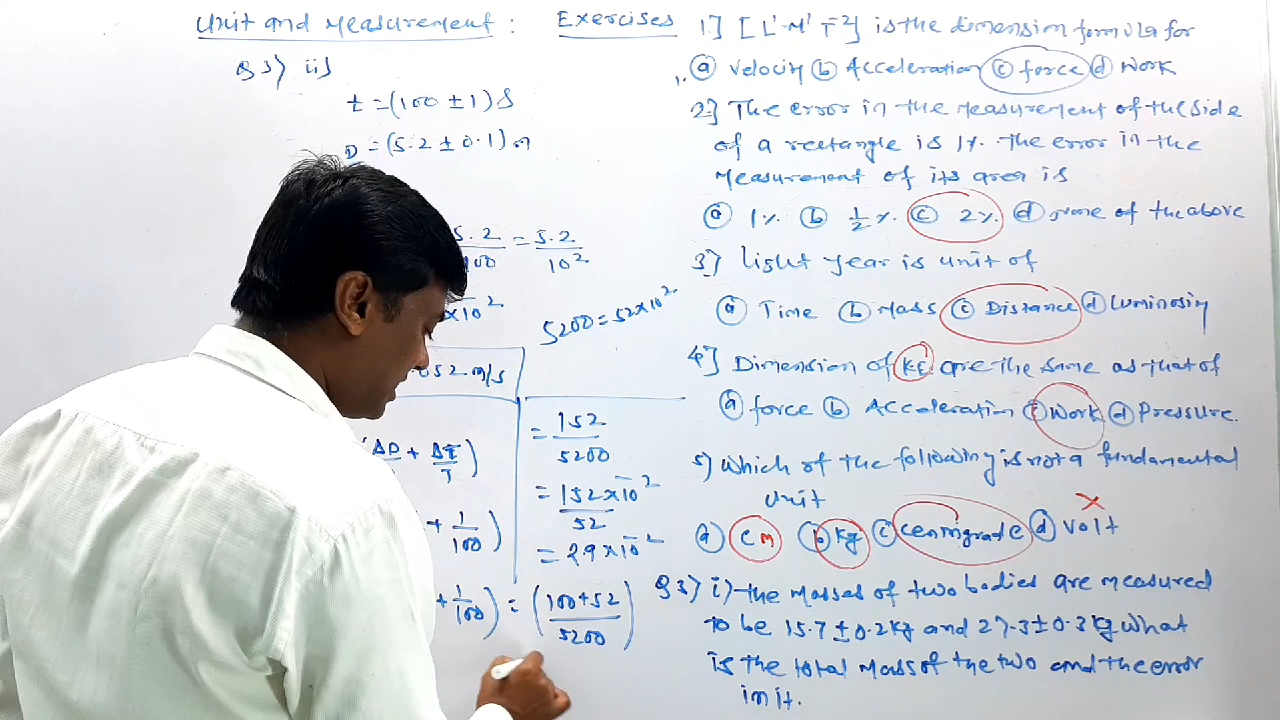 Unit and Measurement : Exercises
Q 3) ii)
t = (100 ± 1) S
D = (5.2 ± 0.1) m
5.2/100 = 5.2/10²
×10⁻²
5200 = 52×10²
052 m/s
ΔD + ΔT/T)
+ 1/100)
+ 1/100) = (100+52/5200)
= 152/5200
= 152×10⁻²/52
= 2.9×10⁻²
1.] [L¹ M¹ T⁻²] is the dimension formula for
(a) Velocity (b) Acceleration (c) force (d) Work
2.] The error in the measurement of the side
of a rectangle is 1%. The error in the
measurement of its area is
(a) 1% (b) 1/2 % (c) 2% (d) none of the above
3.] light year is unit of
(a) Time (b) Mass (c) Distance (d) Luminosity
4.] Dimension of KE are the same as that of
(a) force (b) Acceleration (c) Work (d) Pressure.
5) Which of the following is not a fundamental
unit
(a) cm (b) Kg (c) centigrade (d) Volt
Q 3) i) The Masses of two bodies are measured
to be 15.7 ± 0.2 kg and 27.3 ± 0.3 kg what
is the total mass of the two and the error
in it.